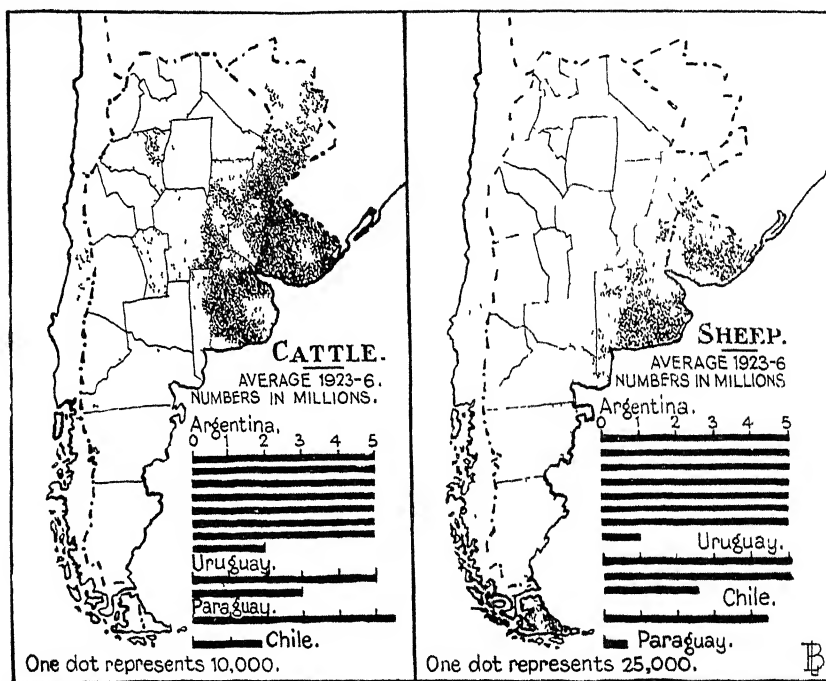 CATTLE.
AVERAGE 1923-6.
NUMBERS IN MILLIONS.
Argentina.
0 1 2 3 4 5
Uruguay.
Paraguay.
Chile.
One dot represents 10,000.
SHEEP.
AVERAGE 1923-6
NUMBERS IN MILLIONS
Argentina.
0 1 2 3 4 5
Uruguay.
Chile.
Paraguay.
One dot represents 25,000.